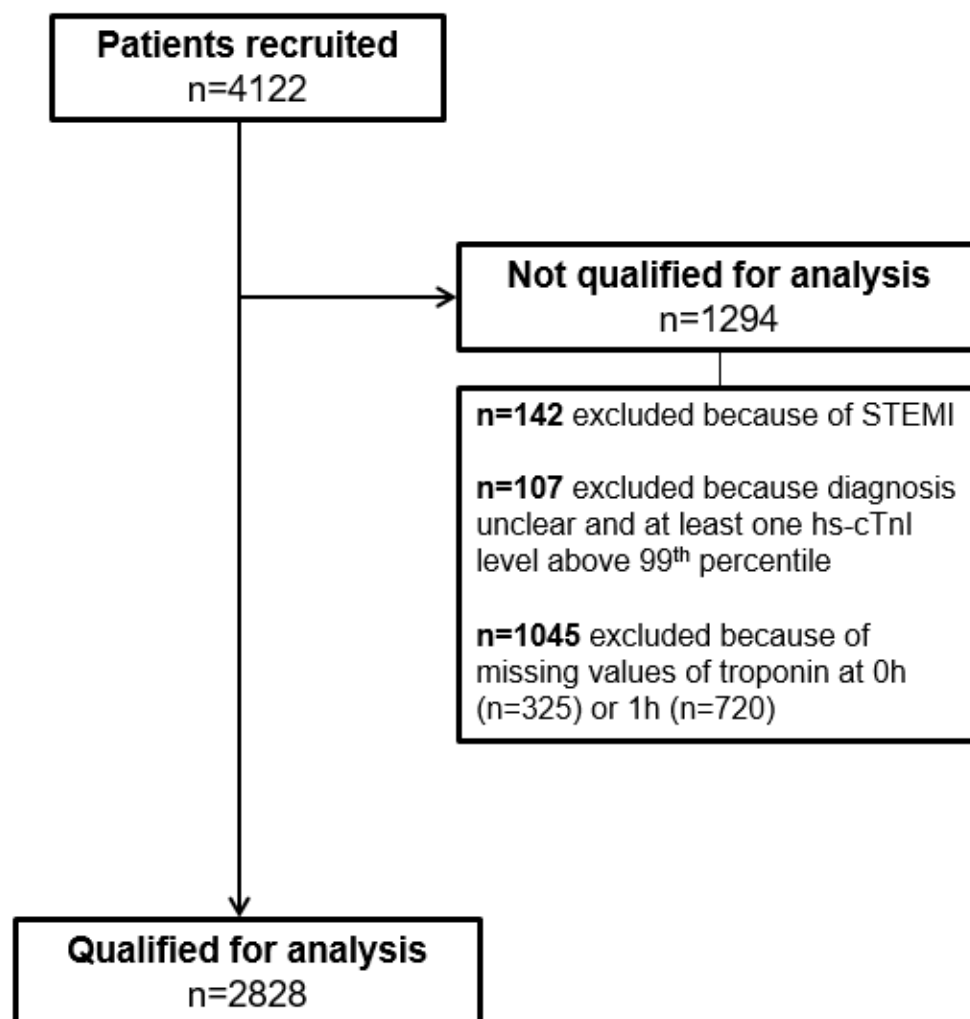 Patients recruited
n=4122
Not qualified for analysis
n=1294
n=142 excluded because of STEMI
n=107 excluded because diagnosis
unclear and at least one hs-cTnI
level above 99th percentile
n=1045 excluded because of
missing values of troponin at 0h
(n=325) or 1h (n=720)
Qualified for analysis
n=2828